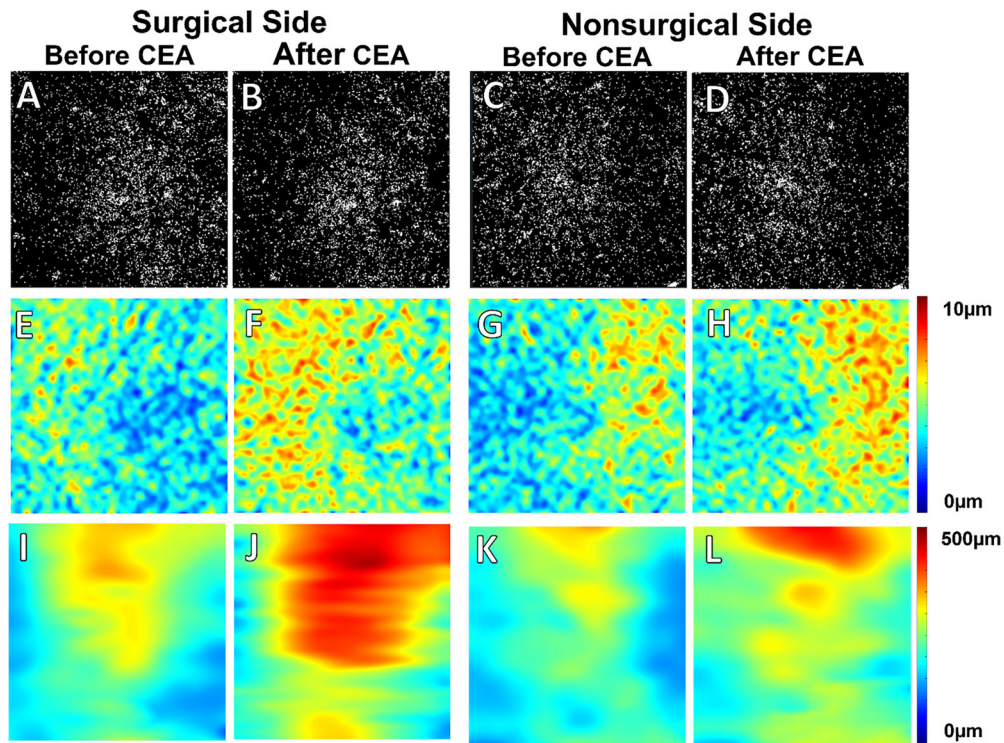 Surgical Side Nonsurgical Side
Before CEA After CEA Before CEA After CEA
A B C D
E F G H 10µm
0µm
I J K L 500µm
0µm